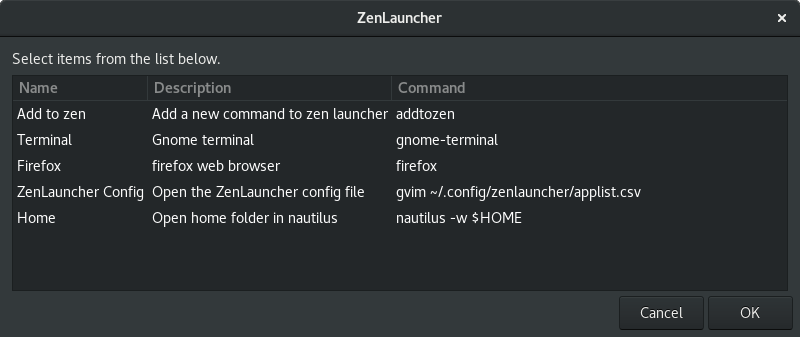 ZenLauncher
Select items from the list below.
Name Description Command
Add to zen Add a new command to zen launcher addtozen
Terminal Gnome terminal gnome-terminal
Firefox firefox web browser firefox
ZenLauncher Config Open the ZenLauncher config file gvim ~/.config/zenlauncher/applist.csv
Home Open home folder in nautilus nautilus -w $HOME
Cancel OK